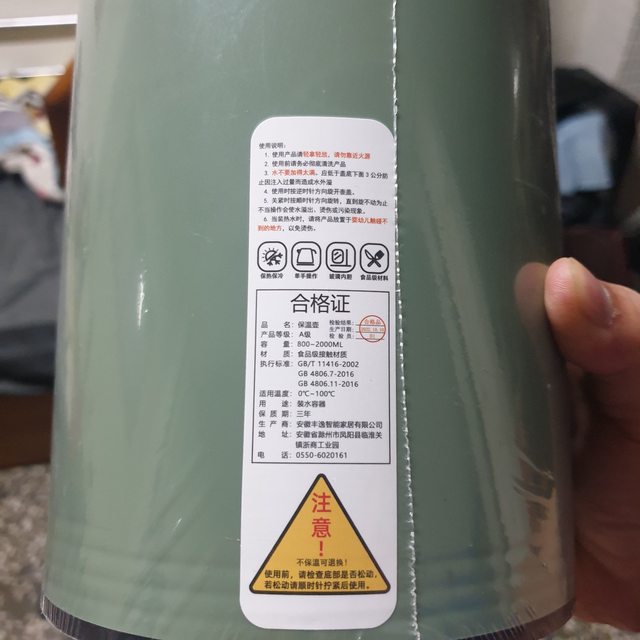 使用说明：
1. 使用产品请轻拿轻放，请勿靠近火源
2. 使用前请务必彻底清洗产品
3. 水不要加得太满，应低于盖底下面3公分防
止因注入过量而造成水外溢
4. 使用时按逆时针方向旋开壶盖。
5. 关紧时按顺时针方向旋转，直到旋不动为止
不当操作会使水溢出、烫伤或污染现象。
6. 当装热水时，请将产品放置于婴幼儿触碰不
到的地方，以免烫伤。
保热保冷 单手操作 玻璃内胆 食品级材料
合格证
品 名：保温壶
检验结果：合格品
生产日期：
检 验 员：
产品等级：A级
容 量：800~2000ML
材 质：食品级接触材质
执行标准：GB/T 11416-2002
GB 4806.7-2016
GB 4806.11-2016
适用温度：0℃~100℃
用 途：装水容器
保 质 期：三年
生 产 商：安徽丰逸智能家居有限公司
地 址：安徽省滁州市凤阳县临淮关
镇浙商工业园
电 话：0550-6020161
注意！
不保温可退换！
使用前，请检查底部是否松动，
若松动请顺时针拧紧后使用。